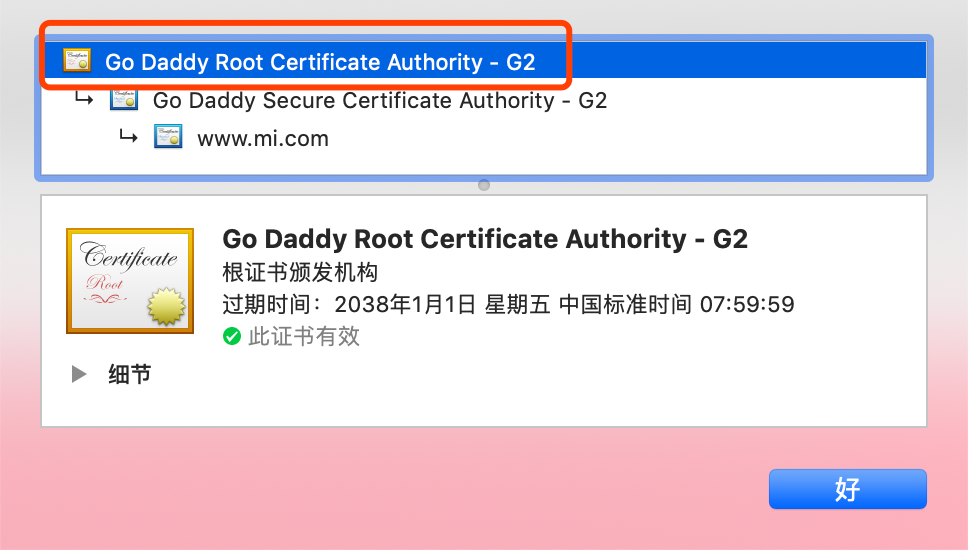 Go Daddy Root Certificate Authority - G2
Go Daddy Secure Certificate Authority - G2
www.mi.com
Certificate
Root
Go Daddy Root Certificate Authority - G2
根证书颁发机构
过期时间：2038年1月1日 星期五 中国标准时间 07:59:59
此证书有效
细节
好